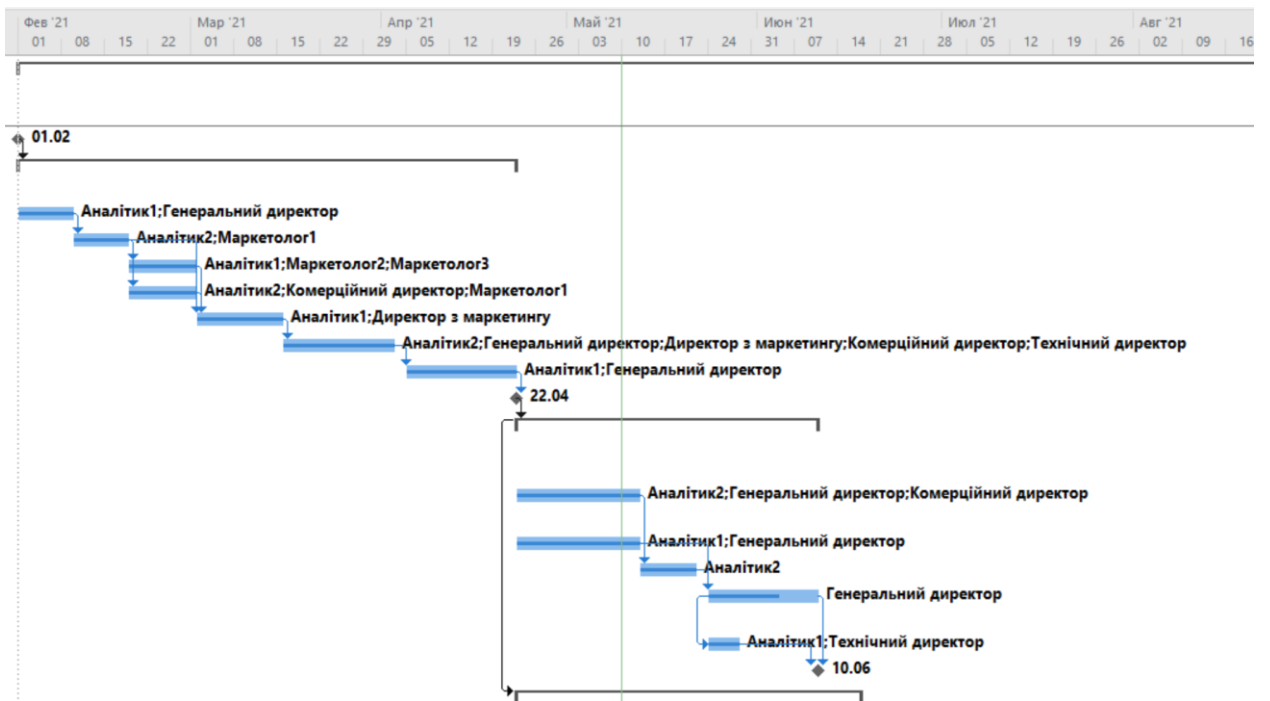 Фев '21 Мар '21 Апр '21 Май '21 Июн '21 Июл '21 Авг '21
01 08 15 22 01 08 15 22 29 05 12 19 26 03 10 17 24 31 07 14 21 28 05 12 19 26 02 09 16
01.02
Аналітик1;Генеральний директор
Аналітик2;Маркетолог1
Аналітик1;Маркетолог2;Маркетолог3
Аналітик2;Комерційний директор;Маркетолог1
Аналітик1;Директор з маркетингу
Аналітик2;Генеральний директор;Директор з маркетингу;Комерційний директор;Технічний директор
Аналітик1;Генеральний директор
22.04
Аналітик2;Генеральний директор;Комерційний директор
Аналітик1;Генеральний директор
Аналітик2
Генеральний директор
Аналітик1;Технічний директор
10.06